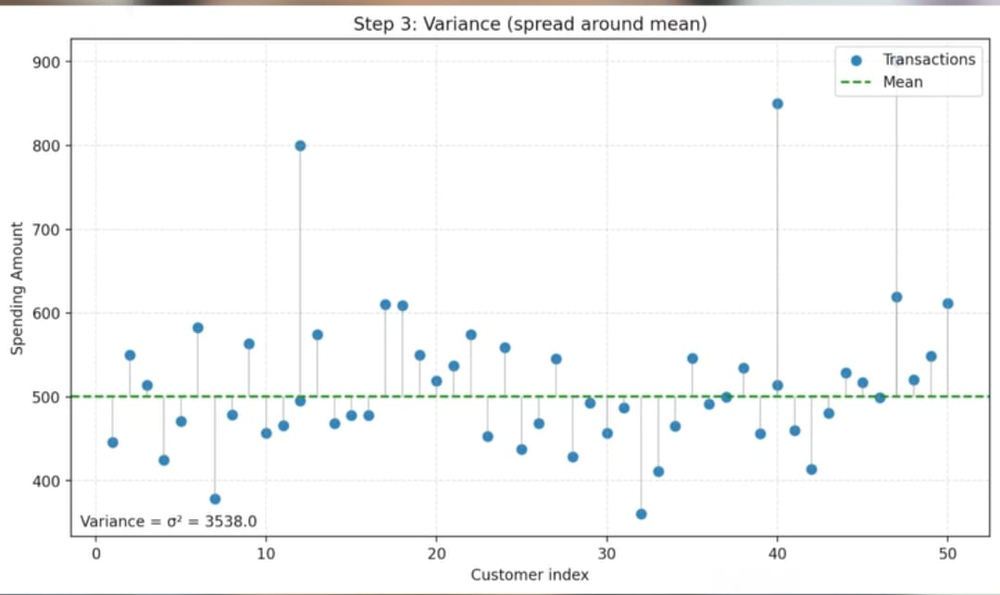 Step 3: Variance (spread around mean)
Transactions
Mean
900
800
700
600
500
400
Spending Amount
Variance = σ² = 3538.0
0 10 20 30 40 50
Customer index